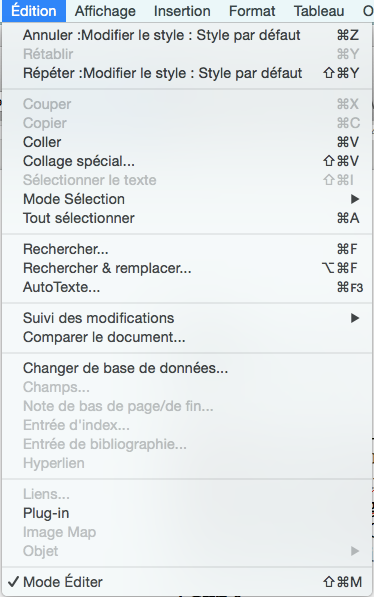 Édition Affichage Insertion Format Tableau O
Annuler :Modifier le style : Style par défaut ⌘Z
Rétablir ⌘Y
Répéter :Modifier le style : Style par défaut ⇧⌘Y
Couper ⌘X
Copier ⌘C
Coller ⌘V
Collage spécial... ⇧⌘V
Sélectionner le texte ⇧⌘I
Mode Sélection ▶
Tout sélectionner ⌘A
Rechercher... ⌘F
Rechercher & remplacer... ⌥⌘F
AutoTexte... ⌘F3
Suivi des modifications ▶
Comparer le document...
Changer de base de données...
Champs...
Note de bas de page/de fin...
Entrée d'index...
Entrée de bibliographie...
Hyperlien
Liens...
Plug-in
Image Map
Objet ▶
✓ Mode Éditer ⇧⌘M